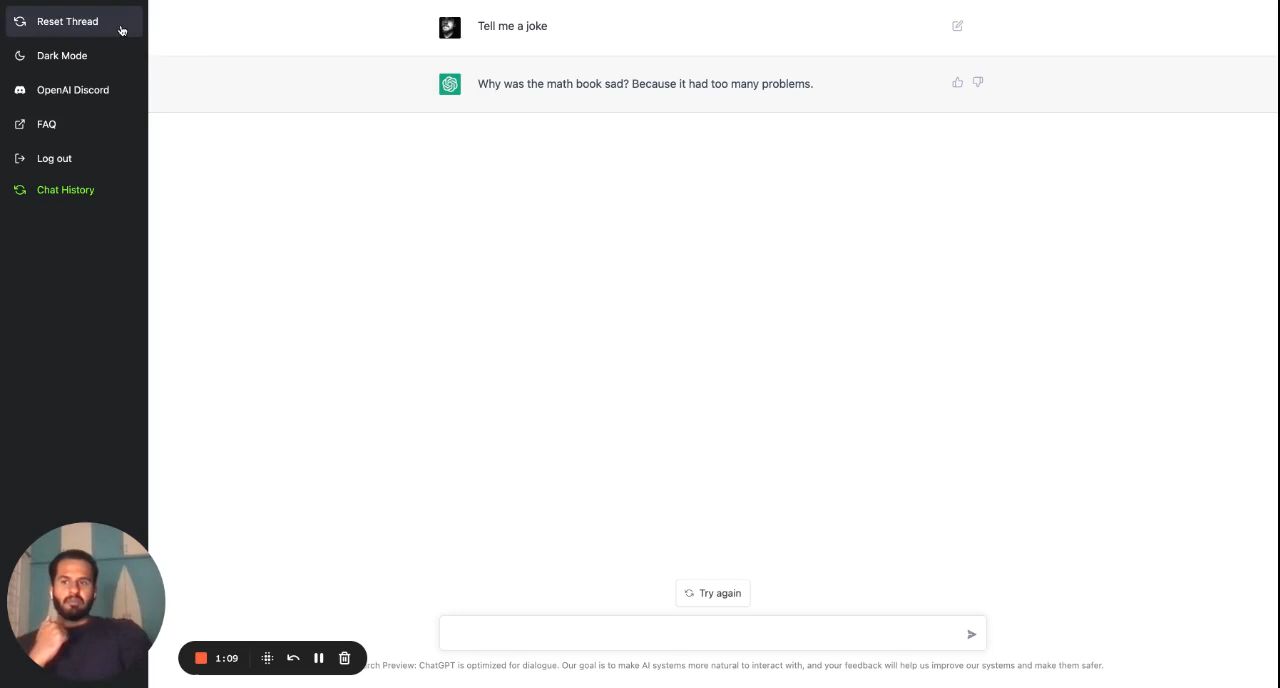 Reset Thread
Dark Mode
OpenAI Discord
FAQ
Log out
Chat History
Tell me a joke
Why was the math book sad? Because it had too many problems.
Try again
1:09
Preview: ChatGPT is optimized for dialogue. Our goal is to make AI systems more natural to interact with, and your feedback will help us improve our systems and make them safer.